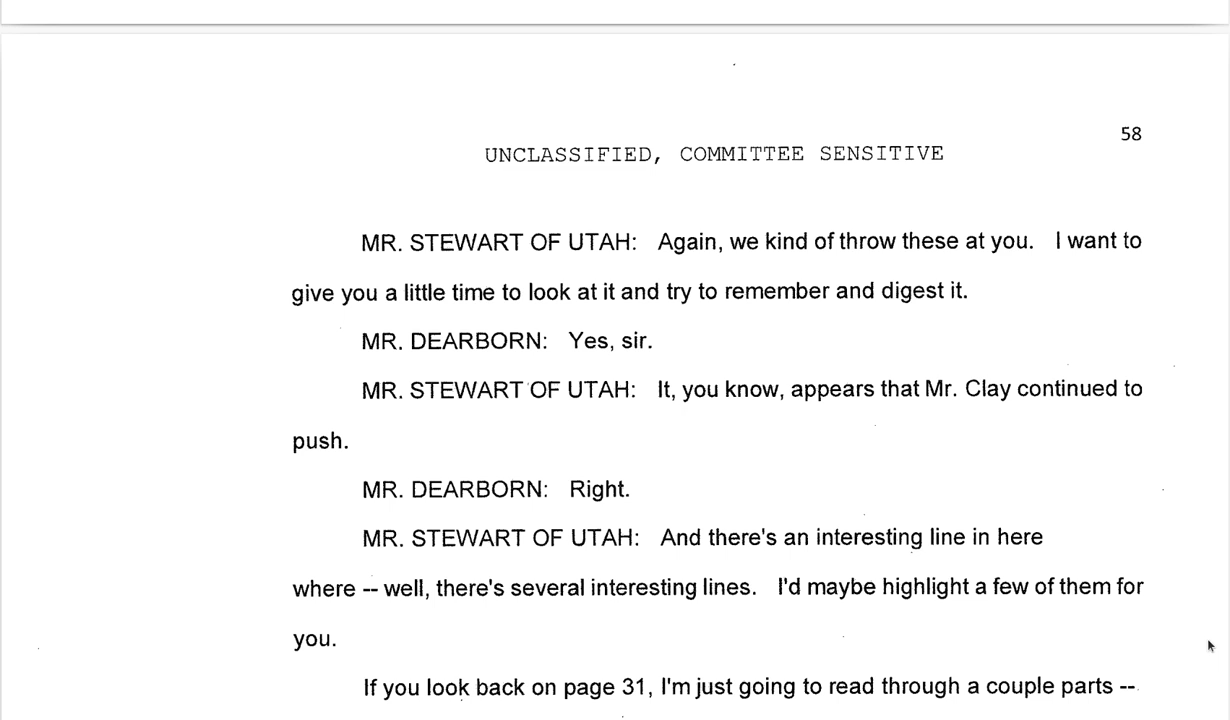 58
UNCLASSIFIED, COMMITTEE SENSITIVE
MR. STEWART OF UTAH: Again, we kind of throw these at you. I want to
give you a little time to look at it and try to remember and digest it.
MR. DEARBORN: Yes, sir.
MR. STEWART OF UTAH: It, you know, appears that Mr. Clay continued to
push.
MR. DEARBORN: Right.
MR. STEWART OF UTAH: And there's an interesting line in here
where -- well, there's several interesting lines. I'd maybe highlight a few of them for
you.
If you look back on page 31, I'm just going to read through a couple parts --